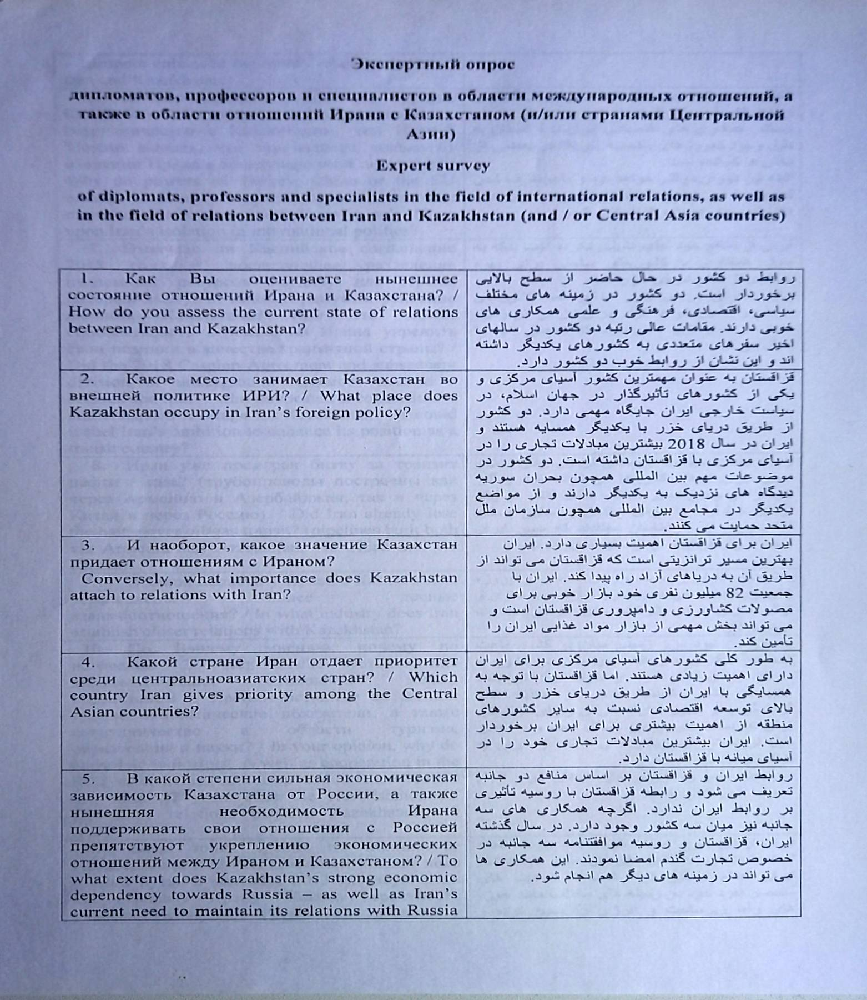 Экспертный опрос
дипломатов, профессоров и специалистов в области международных отношений, а
также в области отношений Ирана с Казахстаном (и/или странами Центральной
Азии)
Expert survey
of diplomats, professors and specialists in the field of international relations, as well as
in the field of relations between Iran and Kazakhstan (and / or Central Asia countries)
1. Как Вы оцениваете нынешнее
состояние отношений Ирана и Казахстана? /
How do you assess the current state of relations
between Iran and Kazakhstan?
روابط دو کشور در حال حاضر از سطح بالایی
برخوردار است. دو کشور در زمینه های مختلف
سیاسی، اقتصادی، فرهنگی و علمی همکاری های
خوبی دارند. مقامات عالی رتبه دو کشور در سالهای
اخیر سفرهای متعددی به کشورهای یکدیگر داشته
اند و این نشان از روابط خوب دو کشور دارد.
2. Какое место занимает Казахстан во
внешней политике ИРИ? / What place does
Kazakhstan occupy in Iran’s foreign policy?
قزاقستان به عنوان مهمترین کشور آسیای مرکزی و
یکی از کشورهای تأثیرگذار در جهان اسلام، در
سیاست خارجی ایران جایگاه مهمی دارد. دو کشور
از طریق دریای خزر با یکدیگر همسایه هستند و
ایران در سال 2018 بیشترین مبادلات تجاری را در
آسیای مرکزی با قزاقستان داشته است. دو کشور در
موضوعات مهم بین المللی همچون بحران سوریه
دیدگاه های نزدیک به یکدیگر دارند و از مواضع
یکدیگر در مجامع بین المللی همچون سازمان ملل
متحد حمایت می کنند.
3. И наоборот, какое значение Казахстан
придает отношениям с Ираном?
Conversely, what importance does Kazakhstan
attach to relations with Iran?
ایران برای قزاقستان اهمیت بسیاری دارد. ایران
بهترین مسیر ترانزیتی است که قزاقستان می تواند از
طریق آن به دریاهای آزاد راه پیدا کند. ایران با
جمعیت 82 میلیون نفری خود بازار خوبی برای
مصولات کشاورزی و دامپروری قزاقستان است و
می تواند بخش مهمی از بازار مواد غذایی ایران را
تأمین کند.
4. Какой стране Иран отдает приоритет
среди центральноазиатских стран? / Which
country Iran gives priority among the Central
Asian countries?
به طور کلی کشورهای آسیای مرکزی برای ایران
دارای اهمیت زیادی هستند. اما قزاقستان با توجه به
همسایگی با ایران از طریق دریای خزر و سطح
بالای توسعه اقتصادی نسبت به سایر کشورهای
منطقه از اهمیت بیشتری برای ایران برخوردار
است. ایران بیشترین مبادلات تجاری خود را در
آسیای میانه با قزاقستان دارد.
5. В какой степени сильная экономическая
зависимость Казахстана от России, а также
нынешняя необходимость Ирана
поддерживать свои отношения с Россией
препятствуют укреплению экономических
отношений между Ираном и Казахстаном? / To
what extent does Kazakhstan’s strong economic
dependency towards Russia – as well as Iran’s
current need to maintain its relations with Russia
روابط ایران و قزاقستان بر اساس منافع دو جانبه
تعریف می شود و رابطه قزاقستان با روسیه تأثیری
بر روابط ایران ندارد. اگرچه همکاری های سه
جانبه نیز میان سه کشور وجود دارد. در سال گذشته
ایران، قزاقستان و روسیه موافقتنامه سه جانبه در
خصوص تجارت گندم امضا نمودند. این همکاری ها
می تواند در زمینه های دیگر هم انجام شود.